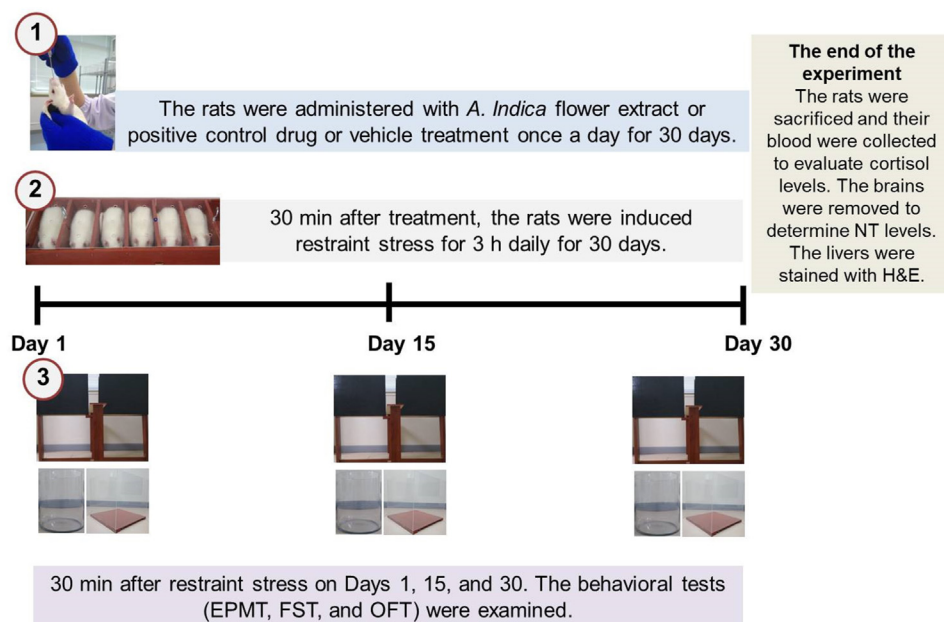 1
The rats were administered with A. Indica flower extract or
positive control drug or vehicle treatment once a day for 30 days.
2
30 min after treatment, the rats were induced
restraint stress for 3 h daily for 30 days.
The end of the
experiment
The rats were
sacrificed and their
blood were collected
to evaluate cortisol
levels. The brains
were removed to
determine NT levels.
The livers were
stained with H&E.
Day 1
Day 15
Day 30
3
30 min after restraint stress on Days 1, 15, and 30. The behavioral tests
(EPMT, FST, and OFT) were examined.